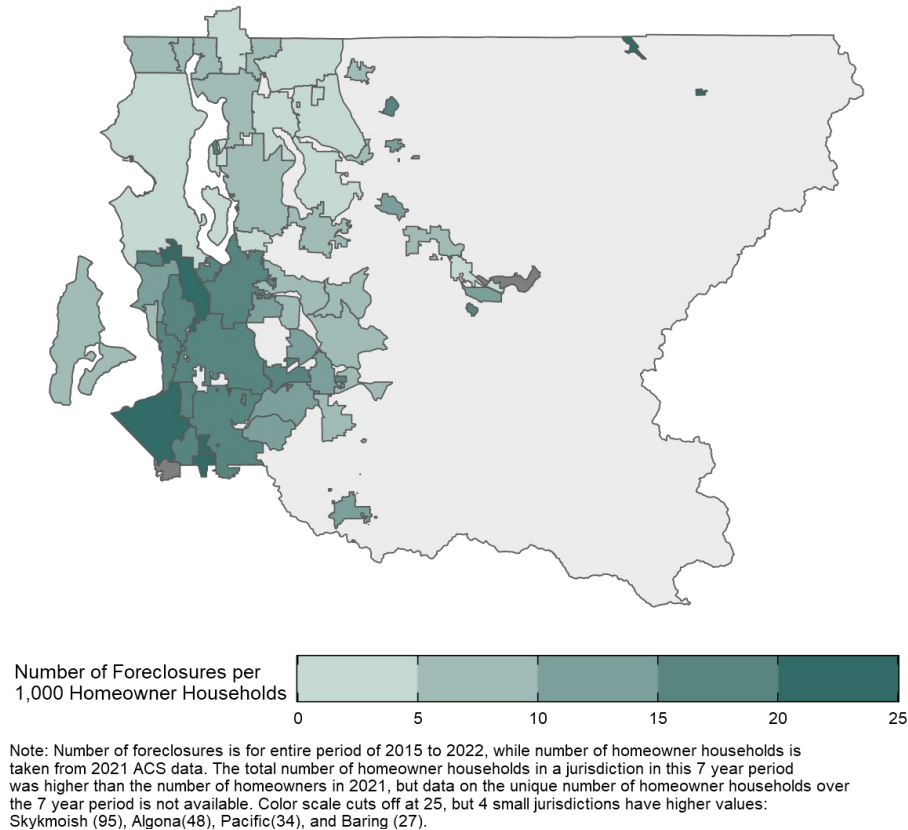 Number of Foreclosures per
1,000 Homeowner Households
0 5 10 15 20 25
Note: Number of foreclosures is for entire period of 2015 to 2022, while number of homeowner households is
taken from 2021 ACS data. The total number of homeowner households in a jurisdiction in this 7 year period
was higher than the number of homeowners in 2021, but data on the unique number of homeowner households over
the 7 year period is not available. Color scale cuts off at 25, but 4 small jurisdictions have higher values:
Skykmoish (95), Algona(48), Pacific(34), and Baring (27).